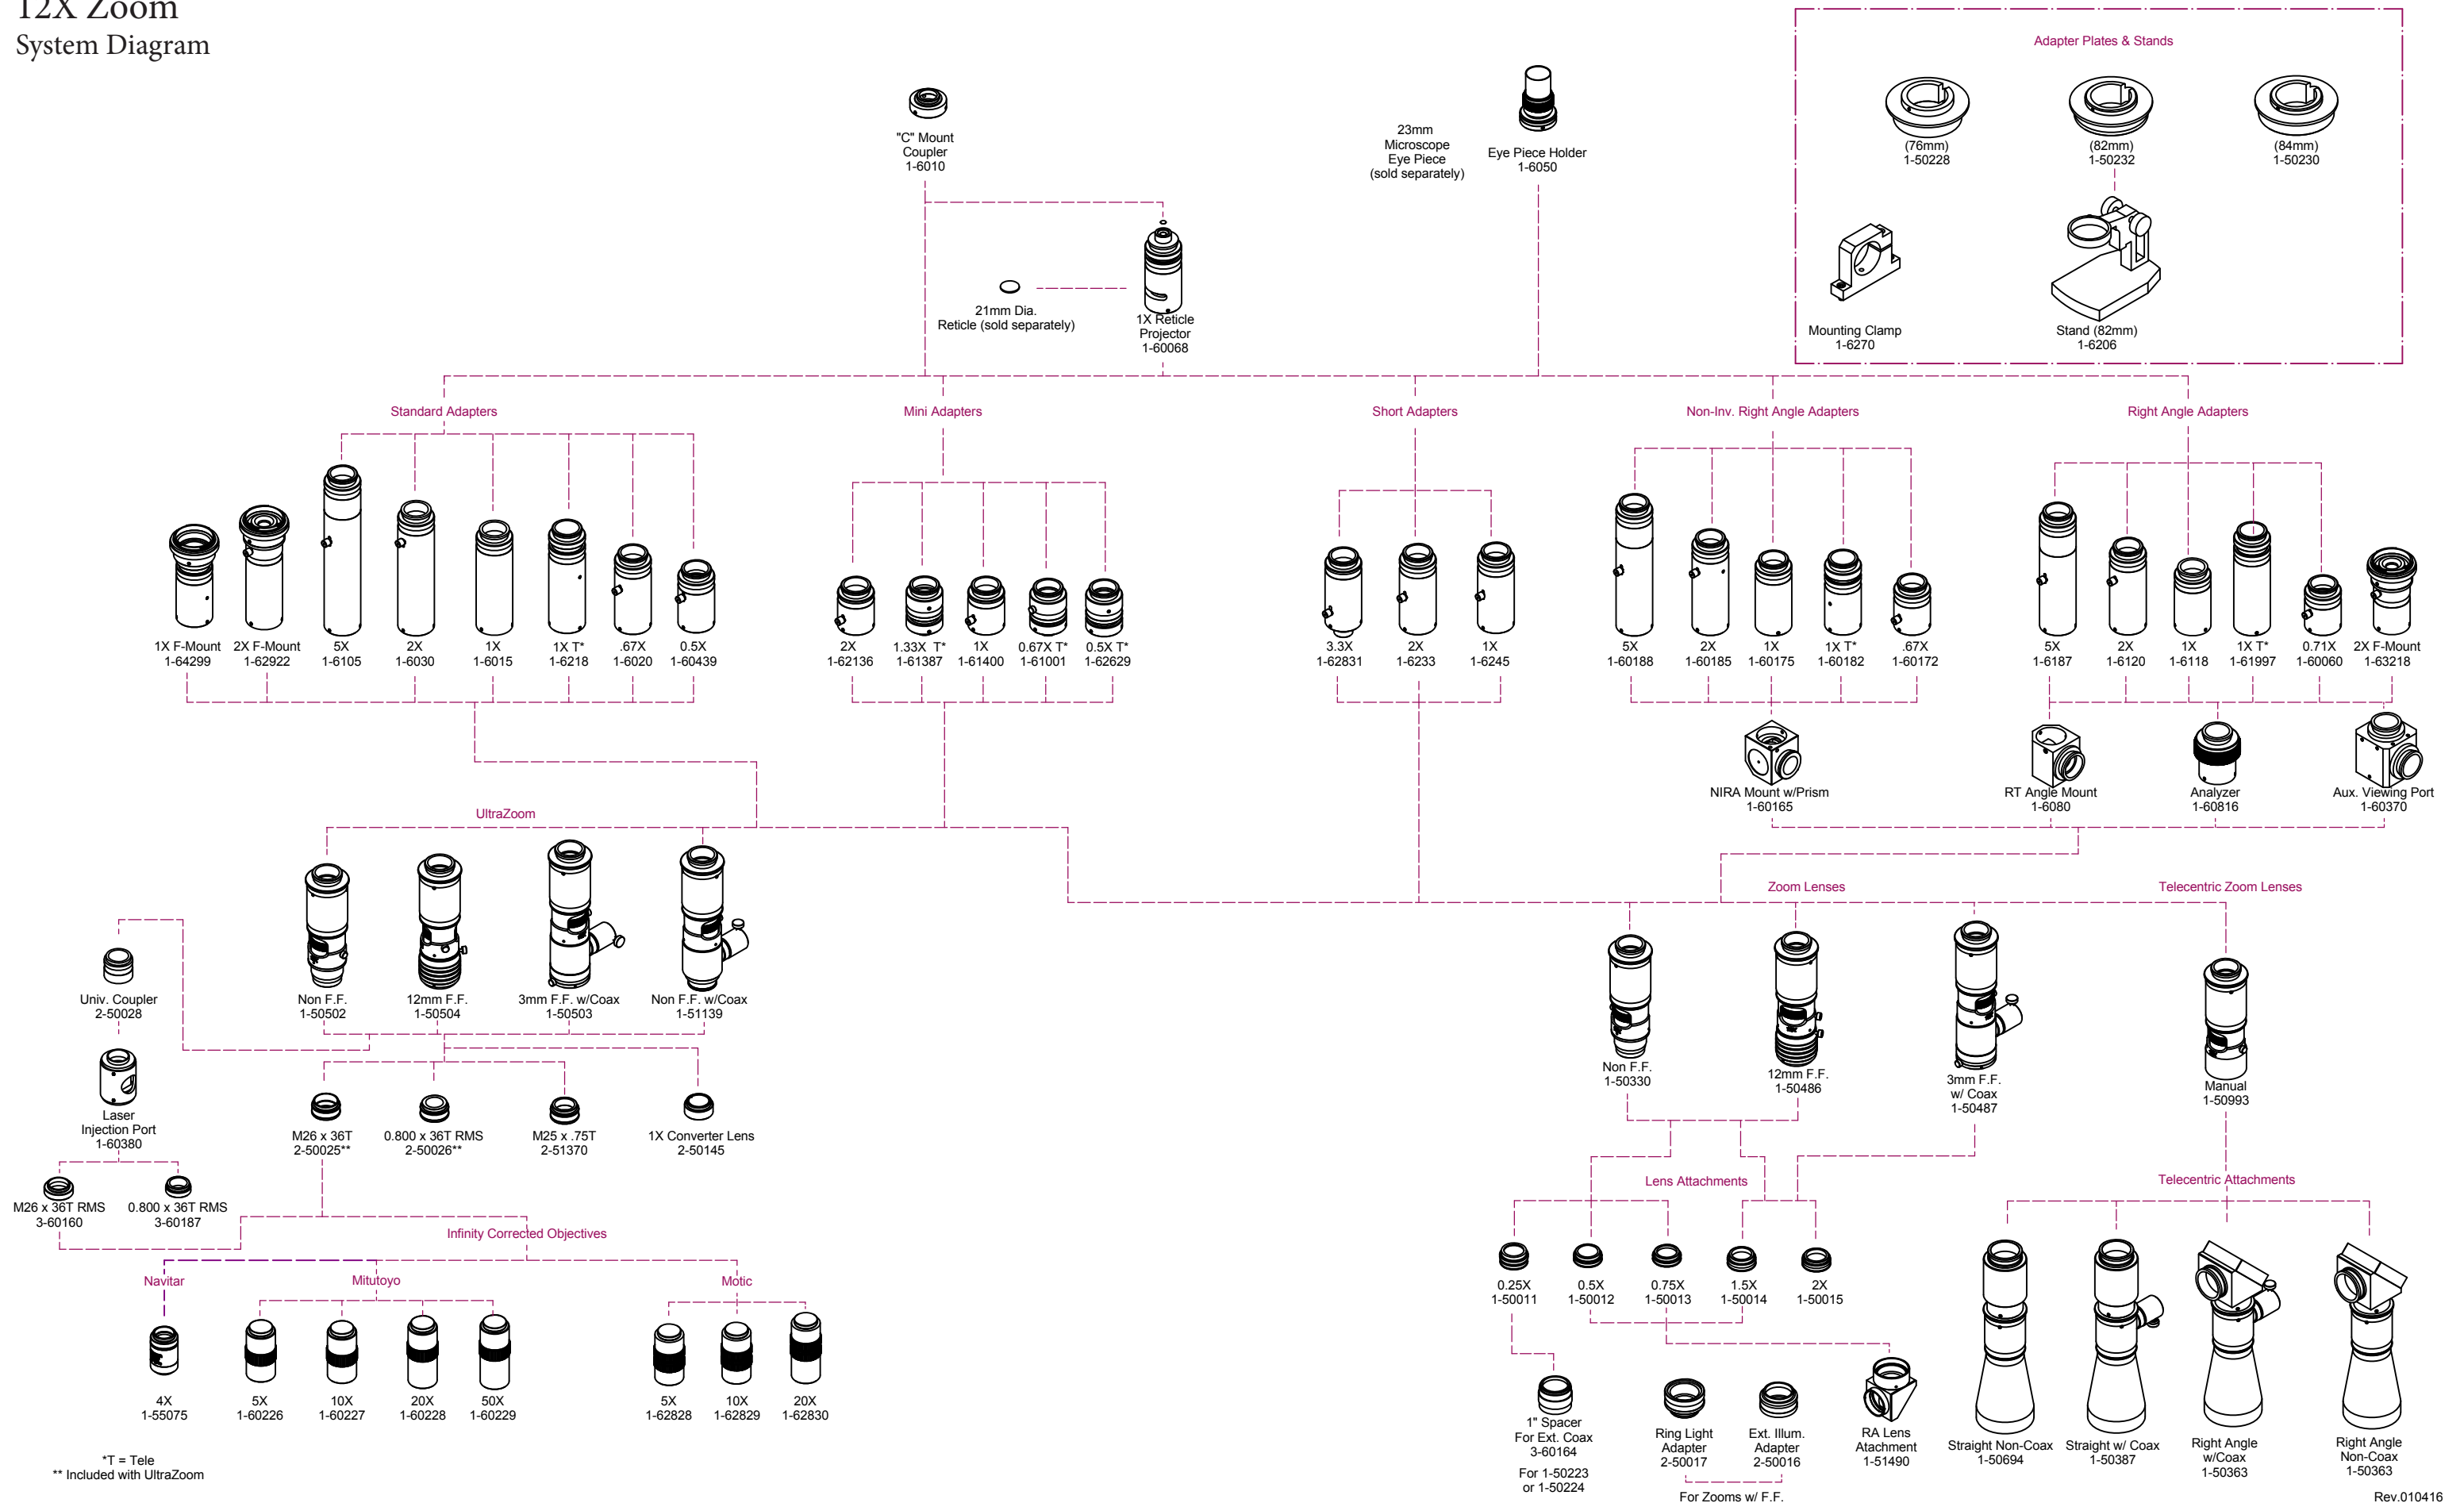 12X Zoom
System Diagram
Adapter Plates & Stands
(76mm)
1-50228
(82mm)
1-50232
(84mm)
1-50230
Mounting Clamp
1-6270
Stand (82mm)
1-6206
"C" Mount
Coupler
1-6010
23mm
Microscope
Eye Piece
(sold separately)
Eye Piece Holder
1-6050
21mm Dia.
Reticle (sold separately)
1X Reticle
Projector
1-60068
Standard Adapters
Mini Adapters
Short Adapters
Non-Inv. Right Angle Adapters
Right Angle Adapters
1X F-Mount
1-64299
2X F-Mount
1-62922
5X
1-6105
2X
1-6030
1X
1-6015
1X T*
1-6218
.67X
1-6020
0.5X
1-60439
2X
1-62136
1.33X T*
1-61387
1X
1-61400
0.67X T*
1-61001
0.5X T*
1-62629
3.3X
1-62831
2X
1-6233
1X
1-6245
5X
1-60188
2X
1-60185
1X
1-60175
1X T*
1-60182
.67X
1-60172
5X
1-6187
2X
1-6120
1X
1-6118
1X T*
1-61997
0.71X
1-60060
2X F-Mount
1-63218
NIRA Mount w/Prism
1-60165
RT Angle Mount
1-6080
Analyzer
1-60816
Aux. Viewing Port
1-60370
UltraZoom
Zoom Lenses
Telecentric Zoom Lenses
Univ. Coupler
2-50028
Non F.F.
1-50502
12mm F.F.
1-50504
3mm F.F. w/Coax
1-50503
Non F.F. w/Coax
1-51139
Non F.F.
1-50330
12mm F.F.
1-50486
3mm F.F.
w/ Coax
1-50487
Manual
1-50993
Laser
Injection Port
1-60380
M26 x 36T
2-50025**
0.800 x 36T RMS
2-50026**
M25 x .75T
2-51370
1X Converter Lens
2-50145
M26 x 36T RMS
3-60160
0.800 x 36T RMS
3-60187
Lens Attachments
Telecentric Attachments
Infinity Corrected Objectives
Navitar
Mitutoyo
Motic
0.25X
1-50011
0.5X
1-50012
0.75X
1-50013
1.5X
1-50014
2X
1-50015
4X
1-55075
5X
1-60226
10X
1-60227
20X
1-60228
50X
1-60229
5X
1-62828
10X
1-62829
20X
1-62830
1" Spacer
For Ext. Coax
3-60164
For 1-50223
or 1-50224
Ring Light
Adapter
2-50017
Ext. Illum.
Adapter
2-50016
For Zooms w/ F.F.
RA Lens
Atachment
1-51490
Straight Non-Coax
1-50694
Straight w/ Coax
1-50387
Right Angle
w/Coax
1-50363
Right Angle
Non-Coax
1-50363
*T = Tele
** Included with UltraZoom
Rev.010416